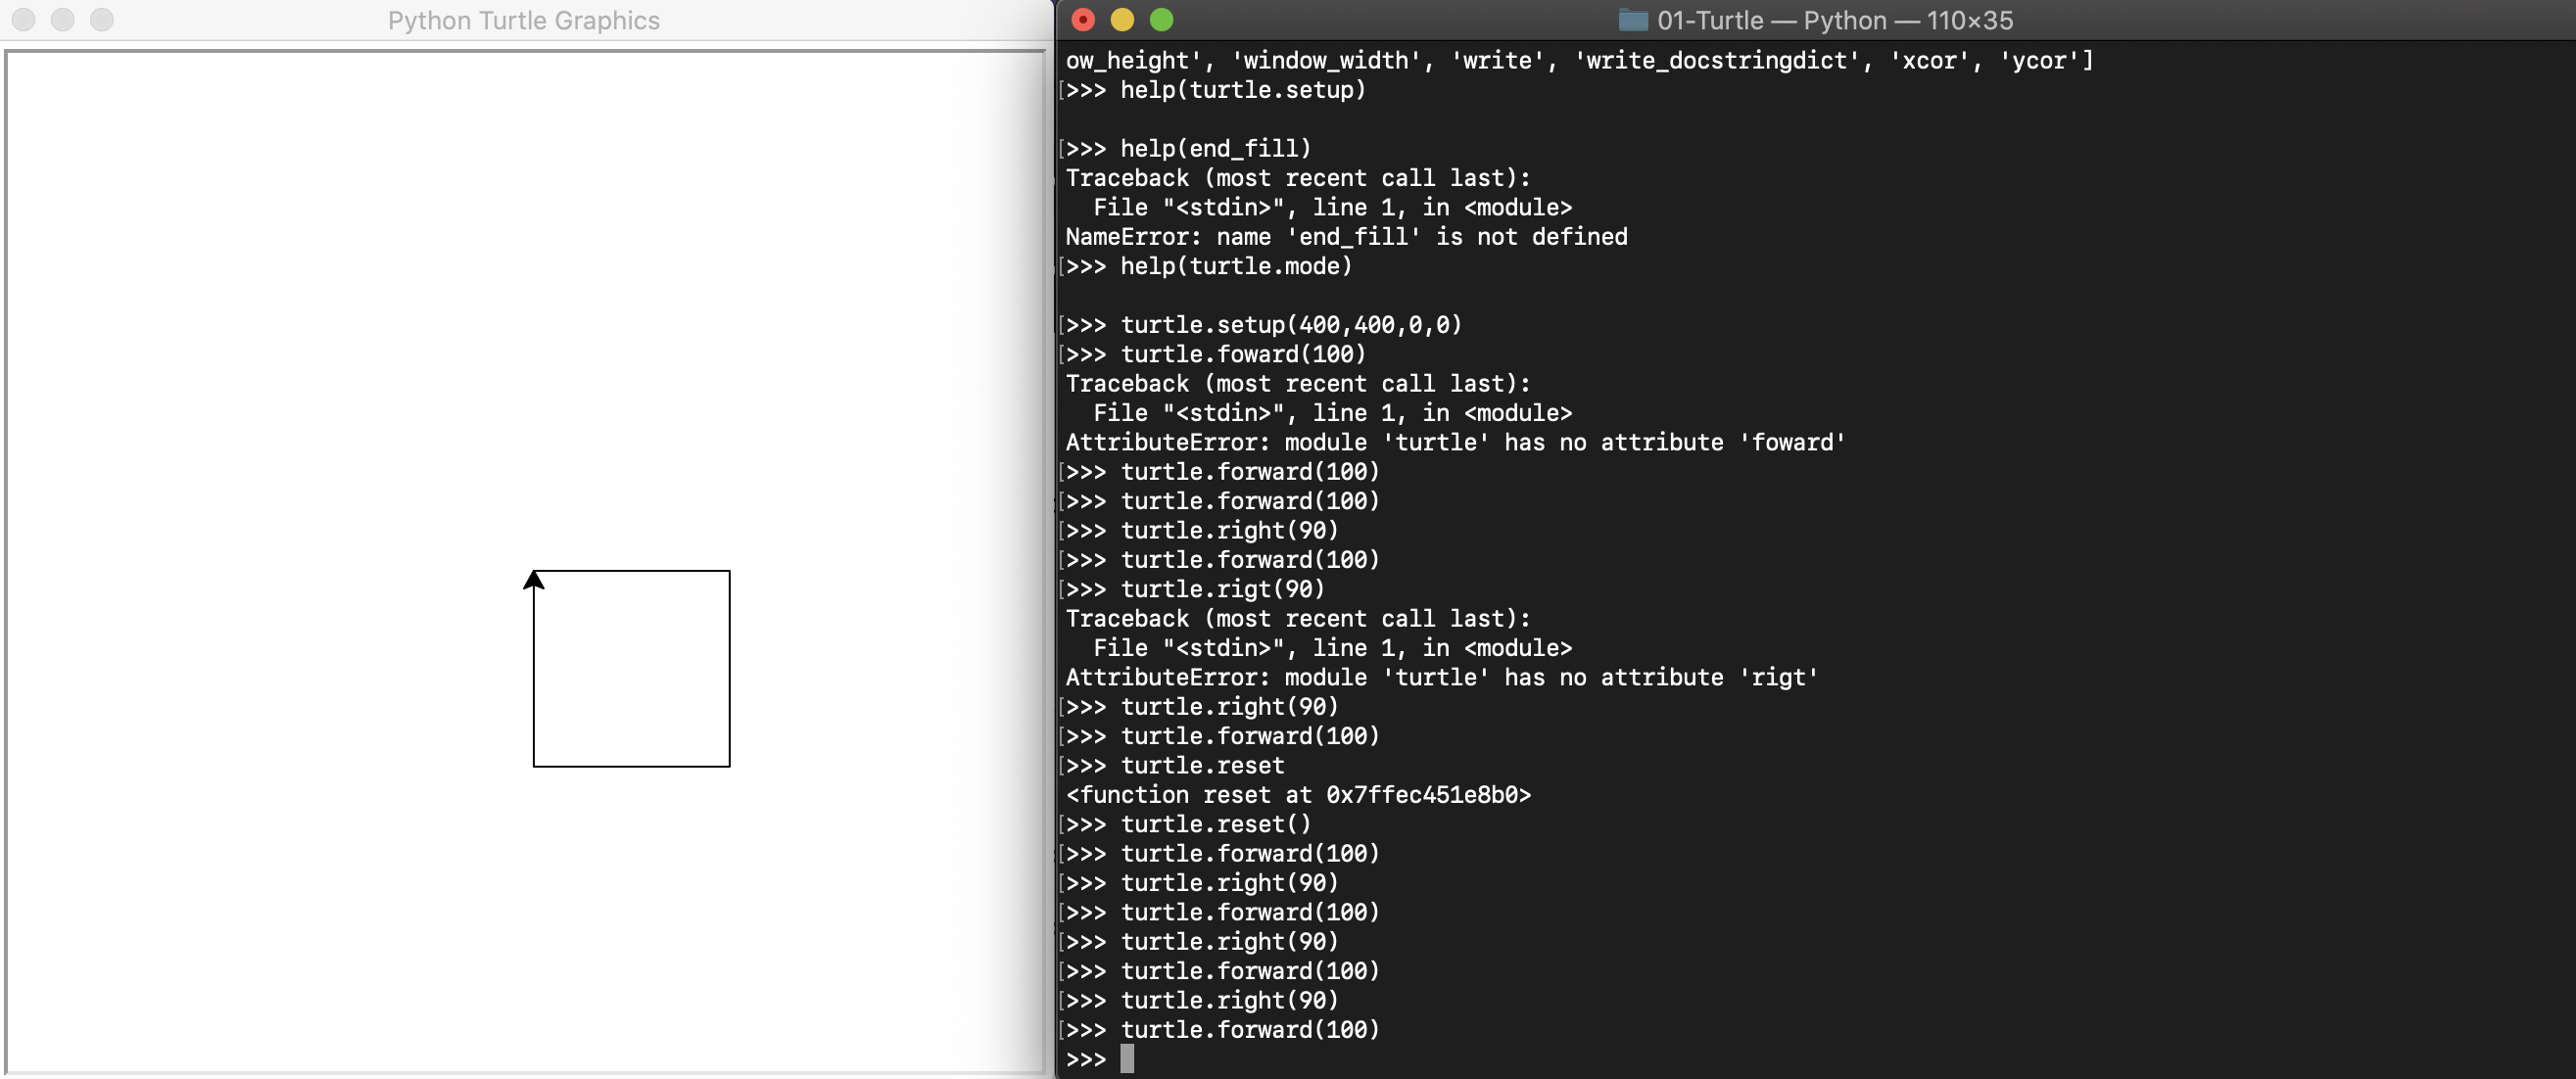 Python Turtle Graphics
01-Turtle — Python — 110×35
ow_height', 'window_width', 'write', 'write_docstringdict', 'xcor', 'ycor']
[>>> help(turtle.setup)
[>>> help(end_fill)
Traceback (most recent call last):
  File "<stdin>", line 1, in <module>
NameError: name 'end_fill' is not defined
[>>> help(turtle.mode)
[>>> turtle.setup(400,400,0,0)
[>>> turtle.foward(100)
Traceback (most recent call last):
  File "<stdin>", line 1, in <module>
AttributeError: module 'turtle' has no attribute 'foward'
[>>> turtle.forward(100)
[>>> turtle.forward(100)
[>>> turtle.right(90)
[>>> turtle.forward(100)
[>>> turtle.rigt(90)
Traceback (most recent call last):
  File "<stdin>", line 1, in <module>
AttributeError: module 'turtle' has no attribute 'rigt'
[>>> turtle.right(90)
[>>> turtle.forward(100)
[>>> turtle.reset
<function reset at 0x7ffec451e8b0>
[>>> turtle.reset()
[>>> turtle.forward(100)
[>>> turtle.right(90)
[>>> turtle.forward(100)
[>>> turtle.right(90)
[>>> turtle.forward(100)
[>>> turtle.right(90)
[>>> turtle.forward(100)
>>>